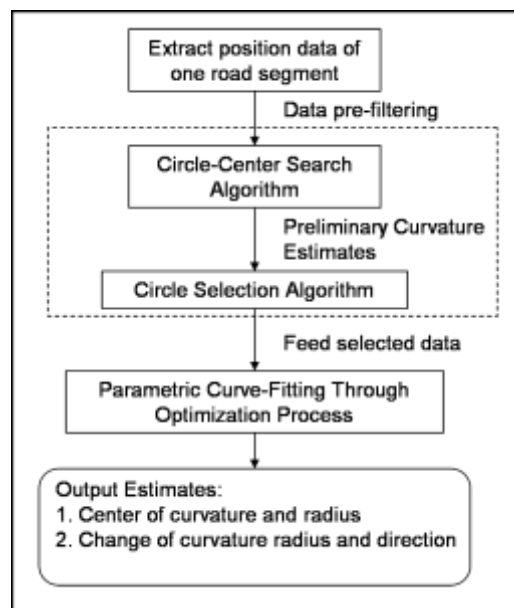 Extract position data of
one road segment
Data pre-filtering
Circle-Center Search
Algorithm
Preliminary Curvature
Estimates
Circle Selection Algorithm
Feed selected data
Parametric Curve-Fitting Through
Optimization Process
Output Estimates:
1. Center of curvature and radius
2. Change of curvature radius and direction